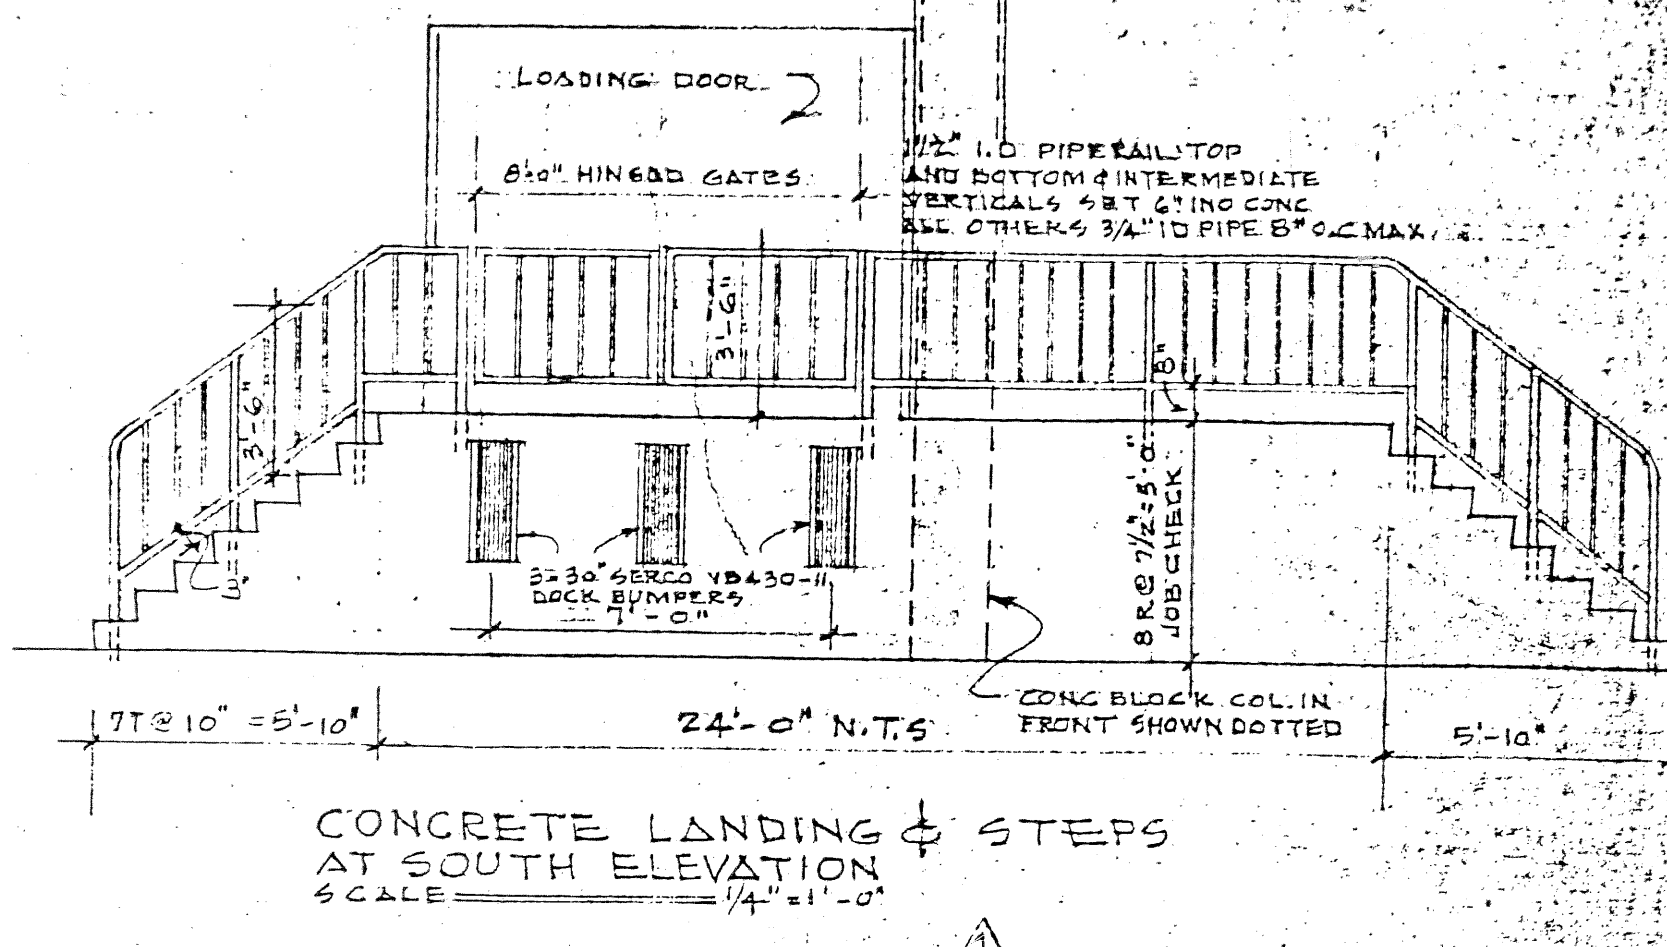 LOADING DOOR
8'-0" HINGED GATES
1 1/2" I.D PIPE RAIL TOP
AND BOTTOM & INTERMEDIATE
VERTICALS SET 6" INO CONC
ALL OTHERS 3/4" ID PIPE 8" O.C MAX.
3'-6"
3'-6"
8"
8 R @ 7 1/2" = 5'-0"
JOB CHECK
3"
3-30" SERCO VB430-11
DOCK BUMPERS
7'-0"
CONC BLOCK COL. IN
FRONT SHOWN DOTTED
7T @ 10" = 5'-10"
24'-0" N.T.S
5'-10"
CONCRETE LANDING & STEPS
AT SOUTH ELEVATION
SCALE 1/4" = 1'-0"
1